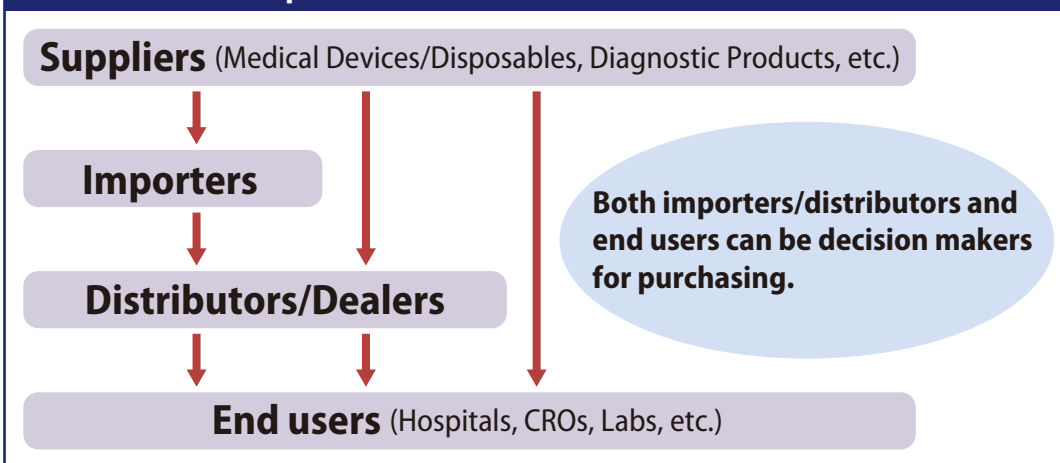 Suppliers (Medical Devices/Disposables, Diagnostic Products, etc.)
Importers
Both importers/distributors and
end users can be decision makers
for purchasing.
Distributors/Dealers
End users (Hospitals, CROs, Labs, etc.)